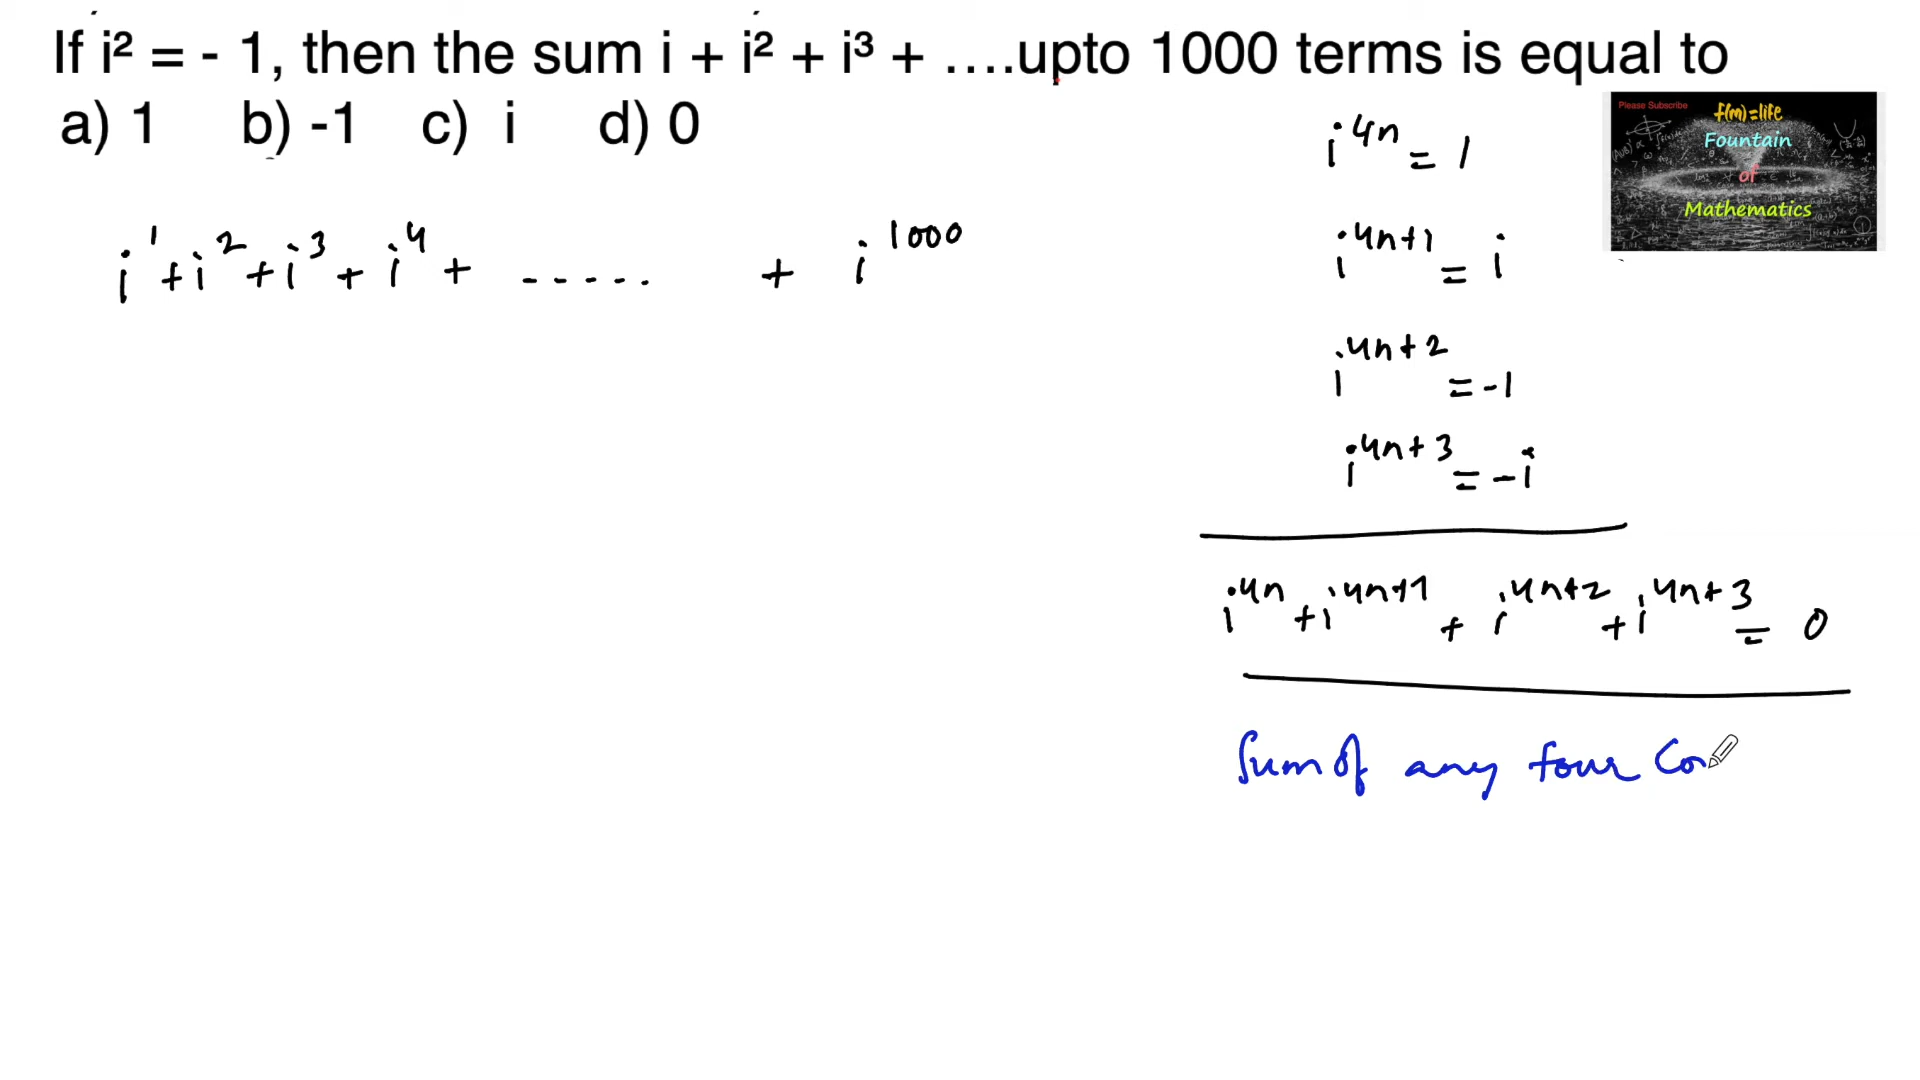 If i² = - 1, then the sum i + i² + i³ + ….upto 1000 terms is equal to
a) 1 b) -1 c) i d) 0
Please Subscribe
f(m)=life
Fountain
of
Mathematics
i¹ + i² + i³ + i⁴ + ..... + i¹⁰⁰⁰
i⁴ⁿ = 1
i⁴ⁿ⁺¹ = i
i⁴ⁿ⁺² = -1
i⁴ⁿ⁺³ = -i
i⁴ⁿ + i⁴ⁿ⁺¹ + i⁴ⁿ⁺² + i⁴ⁿ⁺³ = 0
Sum of any four Con